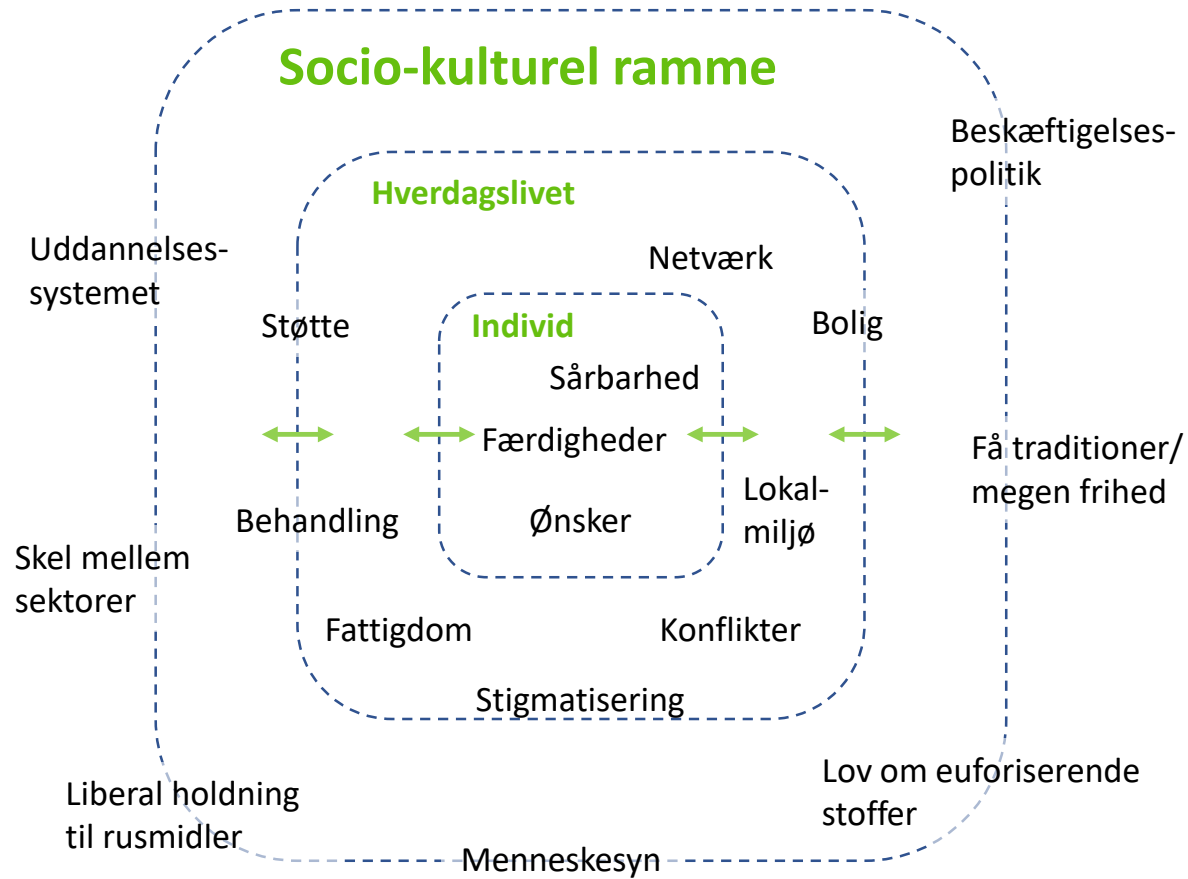 Socio-kulturel ramme
Beskæftigelses-
politik
Hverdagslivet
Uddannelses-
systemet
Netværk
Støtte
Individ
Bolig
Sårbarhed
Færdigheder
Få traditioner/
megen frihed
Lokal-
miljø
Behandling
Ønsker
Skel mellem
sektorer
Fattigdom
Konflikter
Stigmatisering
Lov om euforiserende
stoffer
Liberal holdning
til rusmidler
Menneskesyn